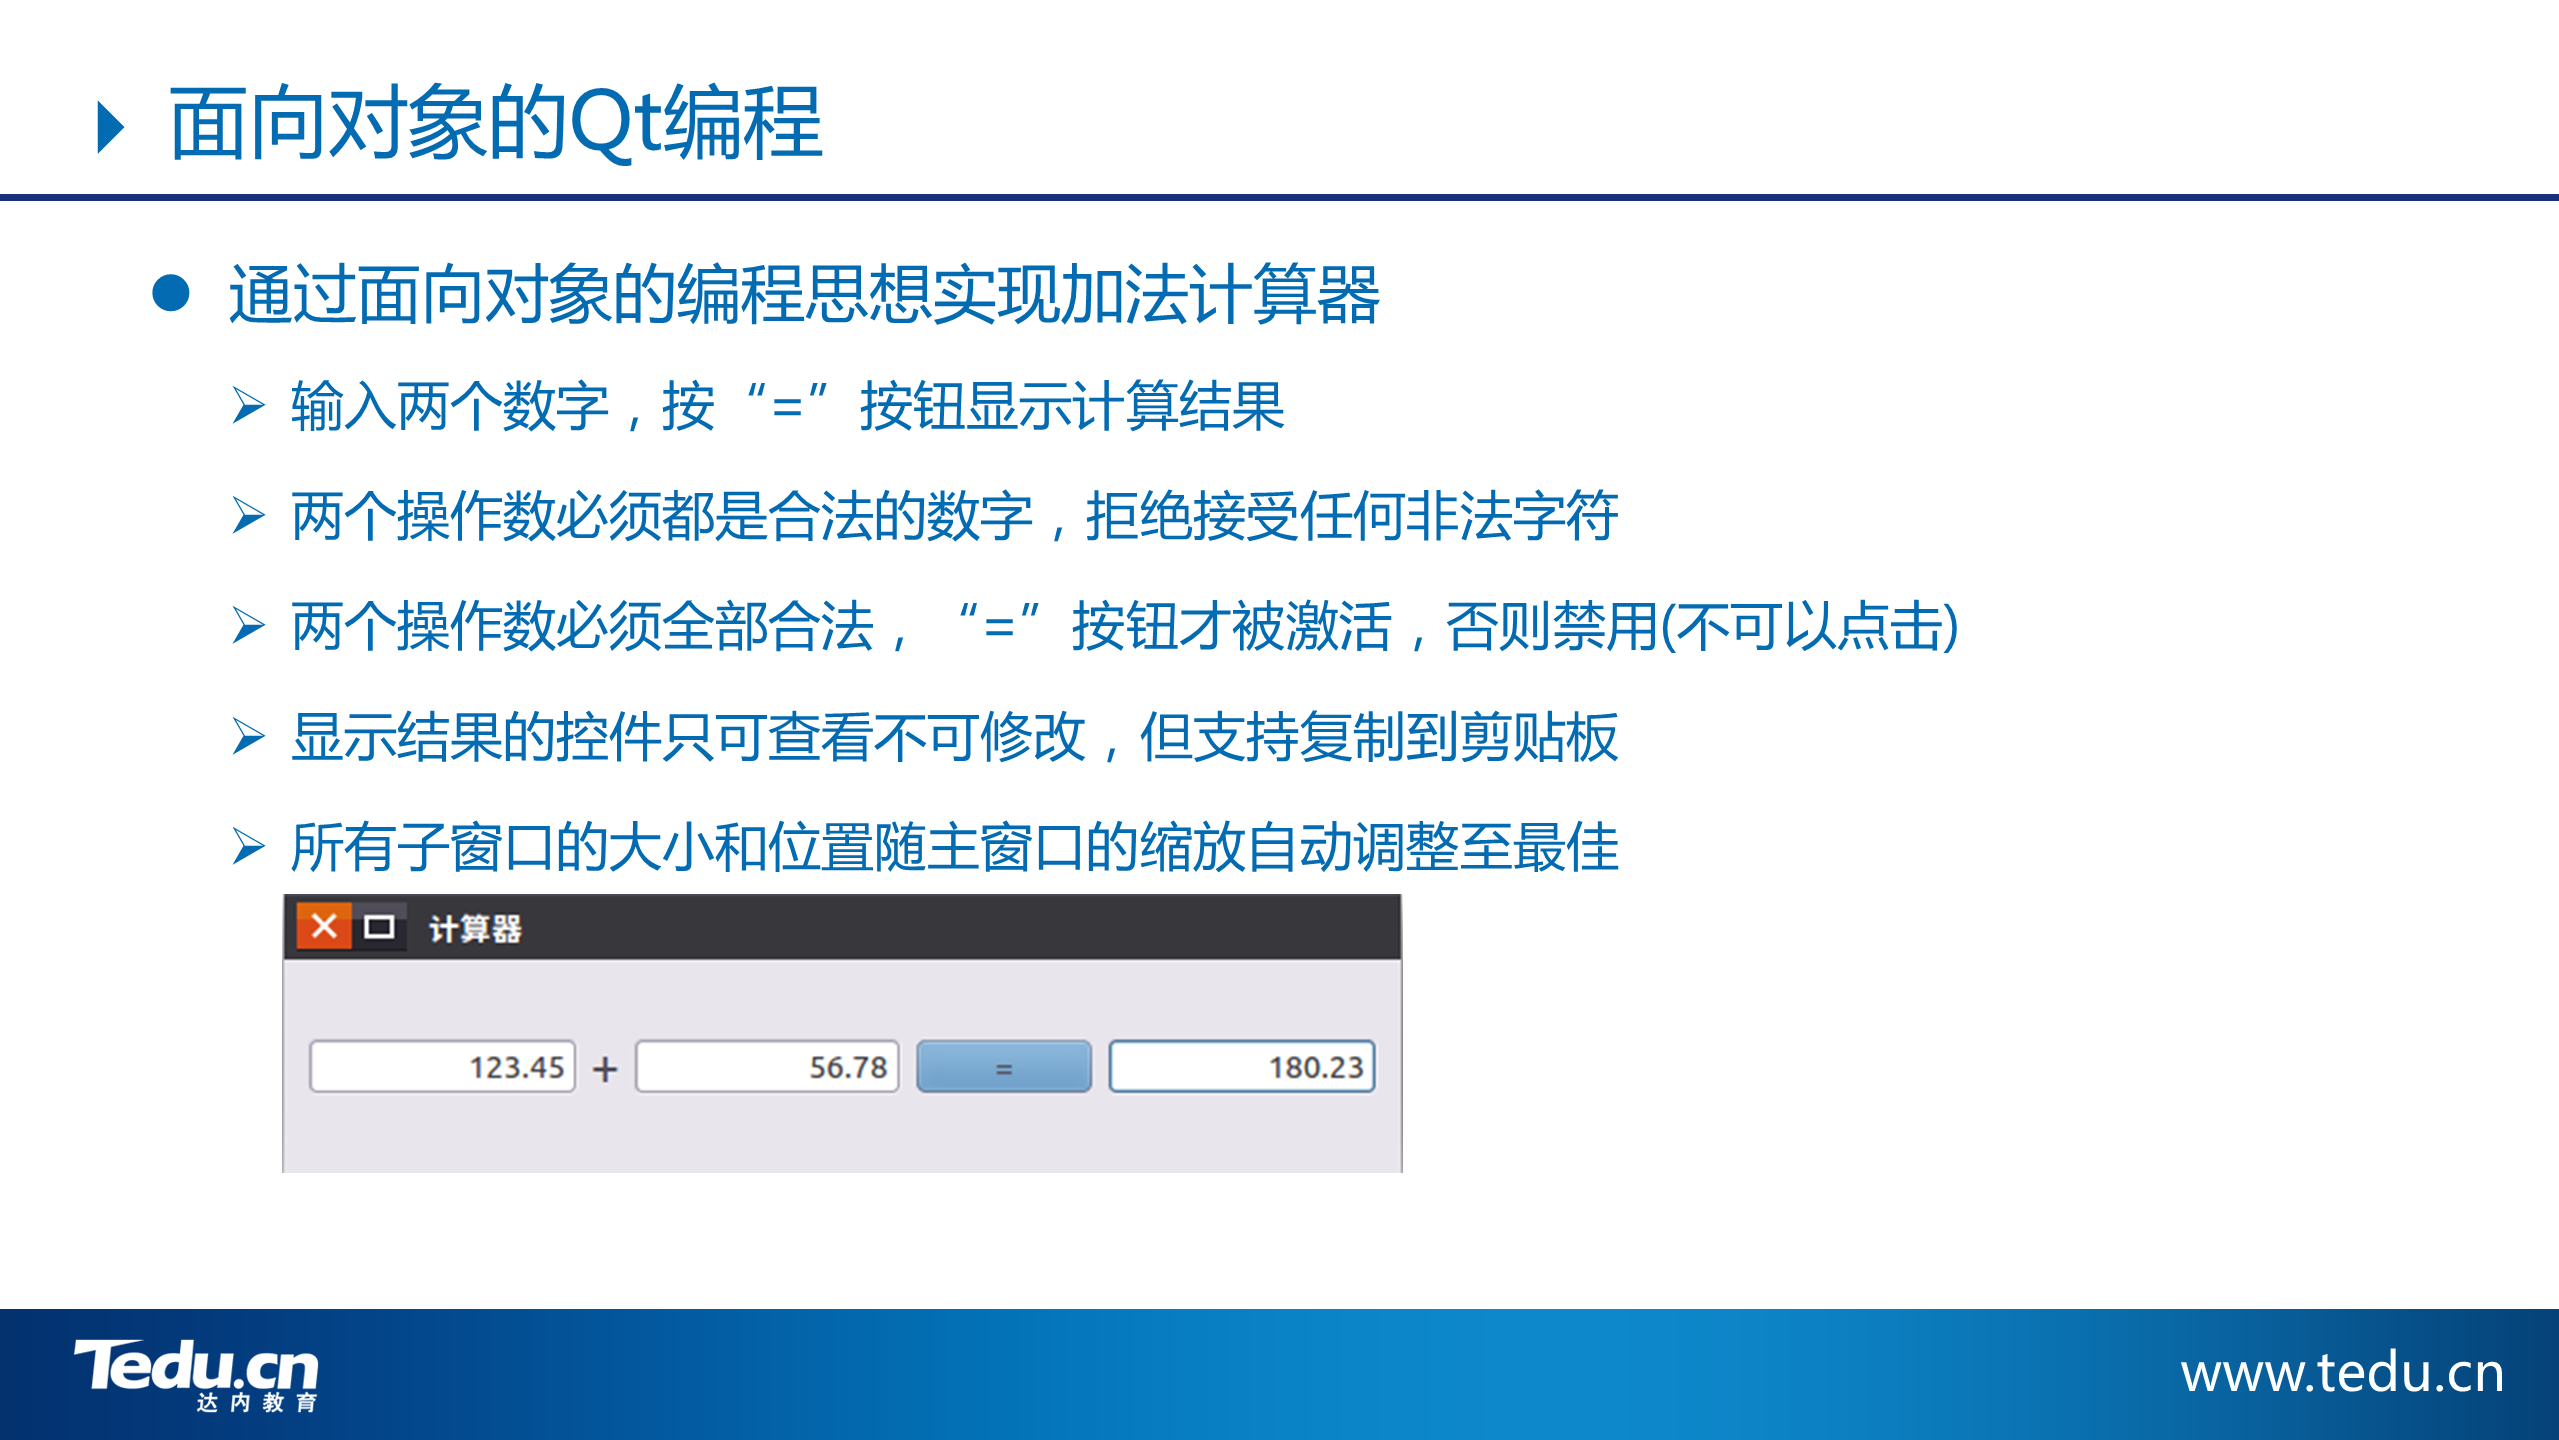 面向对象的Qt编程
通过面向对象的编程思想实现加法计算器
输入两个数字，按“=”按钮显示计算结果
两个操作数必须都是合法的数字，拒绝接受任何非法字符
两个操作数必须全部合法，“=”按钮才被激活，否则禁用(不可以点击)
显示结果的控件只可查看不可修改，但支持复制到剪贴板
所有子窗口的大小和位置随主窗口的缩放自动调整至最佳
计算器
123.45 + 56.78 = 180.23
Tedu.cn
达内教育
www.tedu.cn